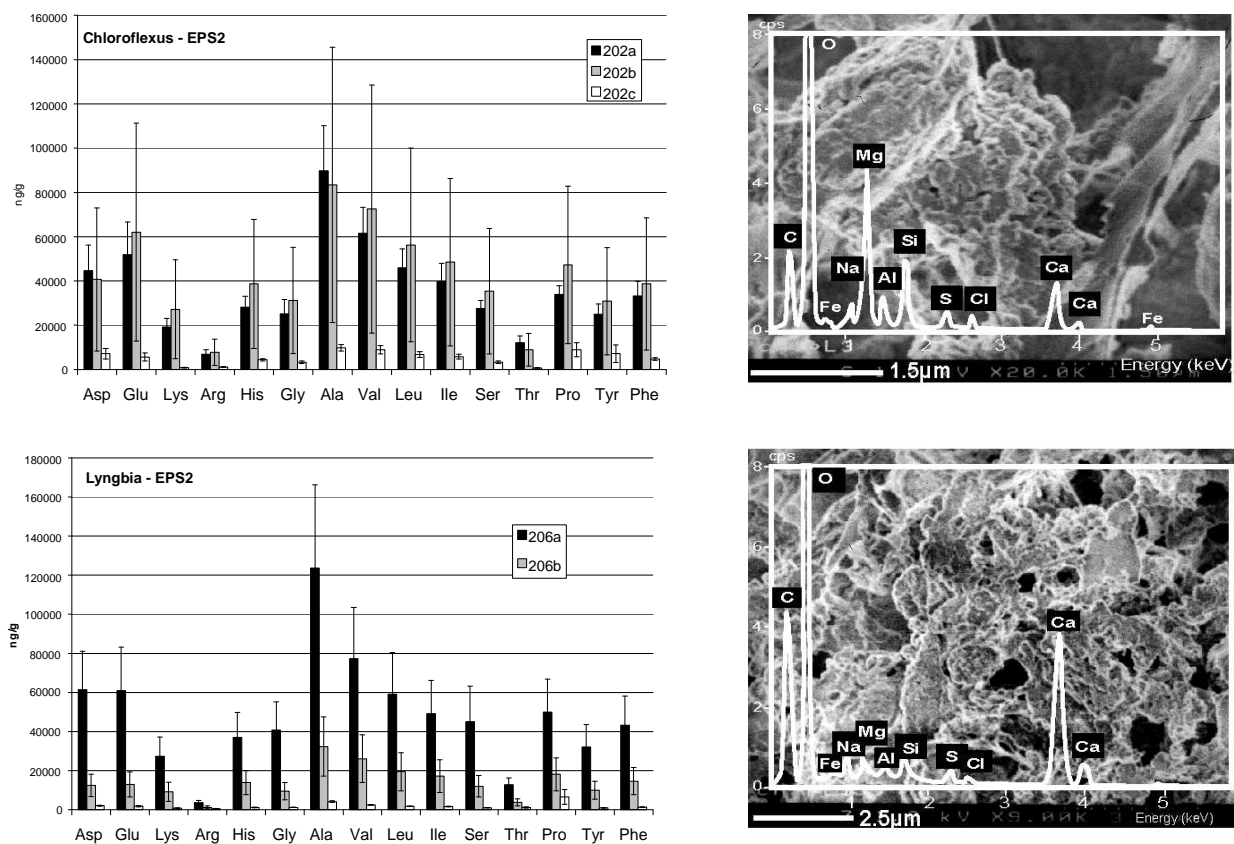 Chloroflexus - EPS2
160000
140000
120000
100000
80000
60000
40000
20000
0
ng/g
202a
202b
202c
Asp Glu Lys Arg His Gly Ala Val Leu Ile Ser Thr Pro Tyr Phe
cps
8
6
4
2
0
O
Mg
C
Si
Na
Al
Ca
S Cl
Ca
Fe
Fe
2 3 4 5
Energy (keV)
1.5µm
X20.0K
Lyngbia - EPS2
180000
160000
140000
120000
100000
80000
60000
40000
20000
0
ng/g
206a
206b
Asp Glu Lys Arg His Gly Ala Val Leu Ile Ser Thr Pro Tyr Phe
cps
8
6
4
2
0
O
C
Ca
Mg
Na
Si
Al
S
Ca
Fe
Cl
1 2 3 4 5
Energy (keV)
2.5µm
kV X9.00K